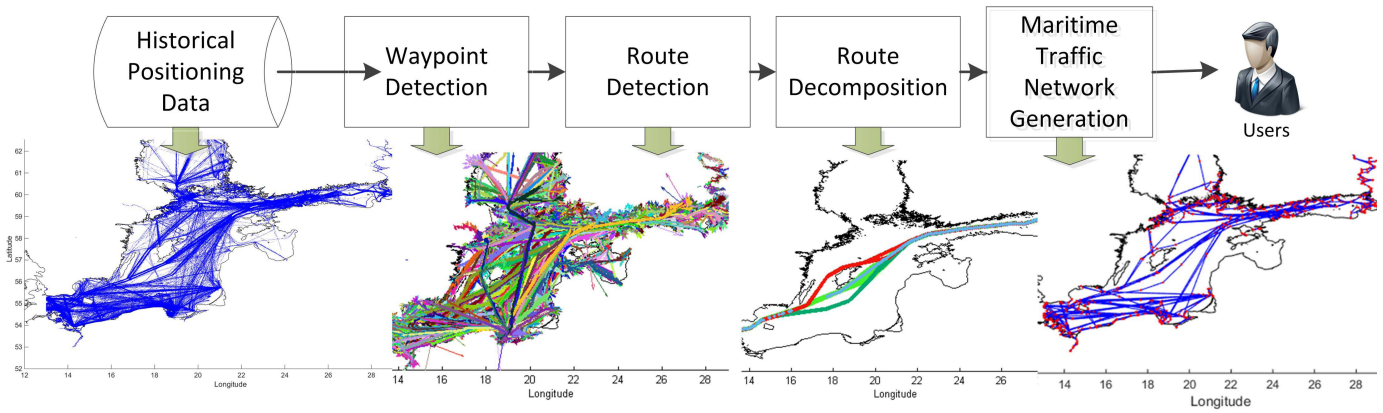 Historical
Positioning
Data
Waypoint
Detection
Route
Detection
Route
Decomposition
Maritime
Traffic
Network
Generation
Users
62
61
60
59
58
57
56
55
54
53
52
Latitude
12 14 16 18 20 22 24 26 28
Longitude
14 16 18 20 22 24 26 28
Longitude
14 16 18 20 22 24 26
Longitude
14 16 18 20 22 24 26 28
Longitude